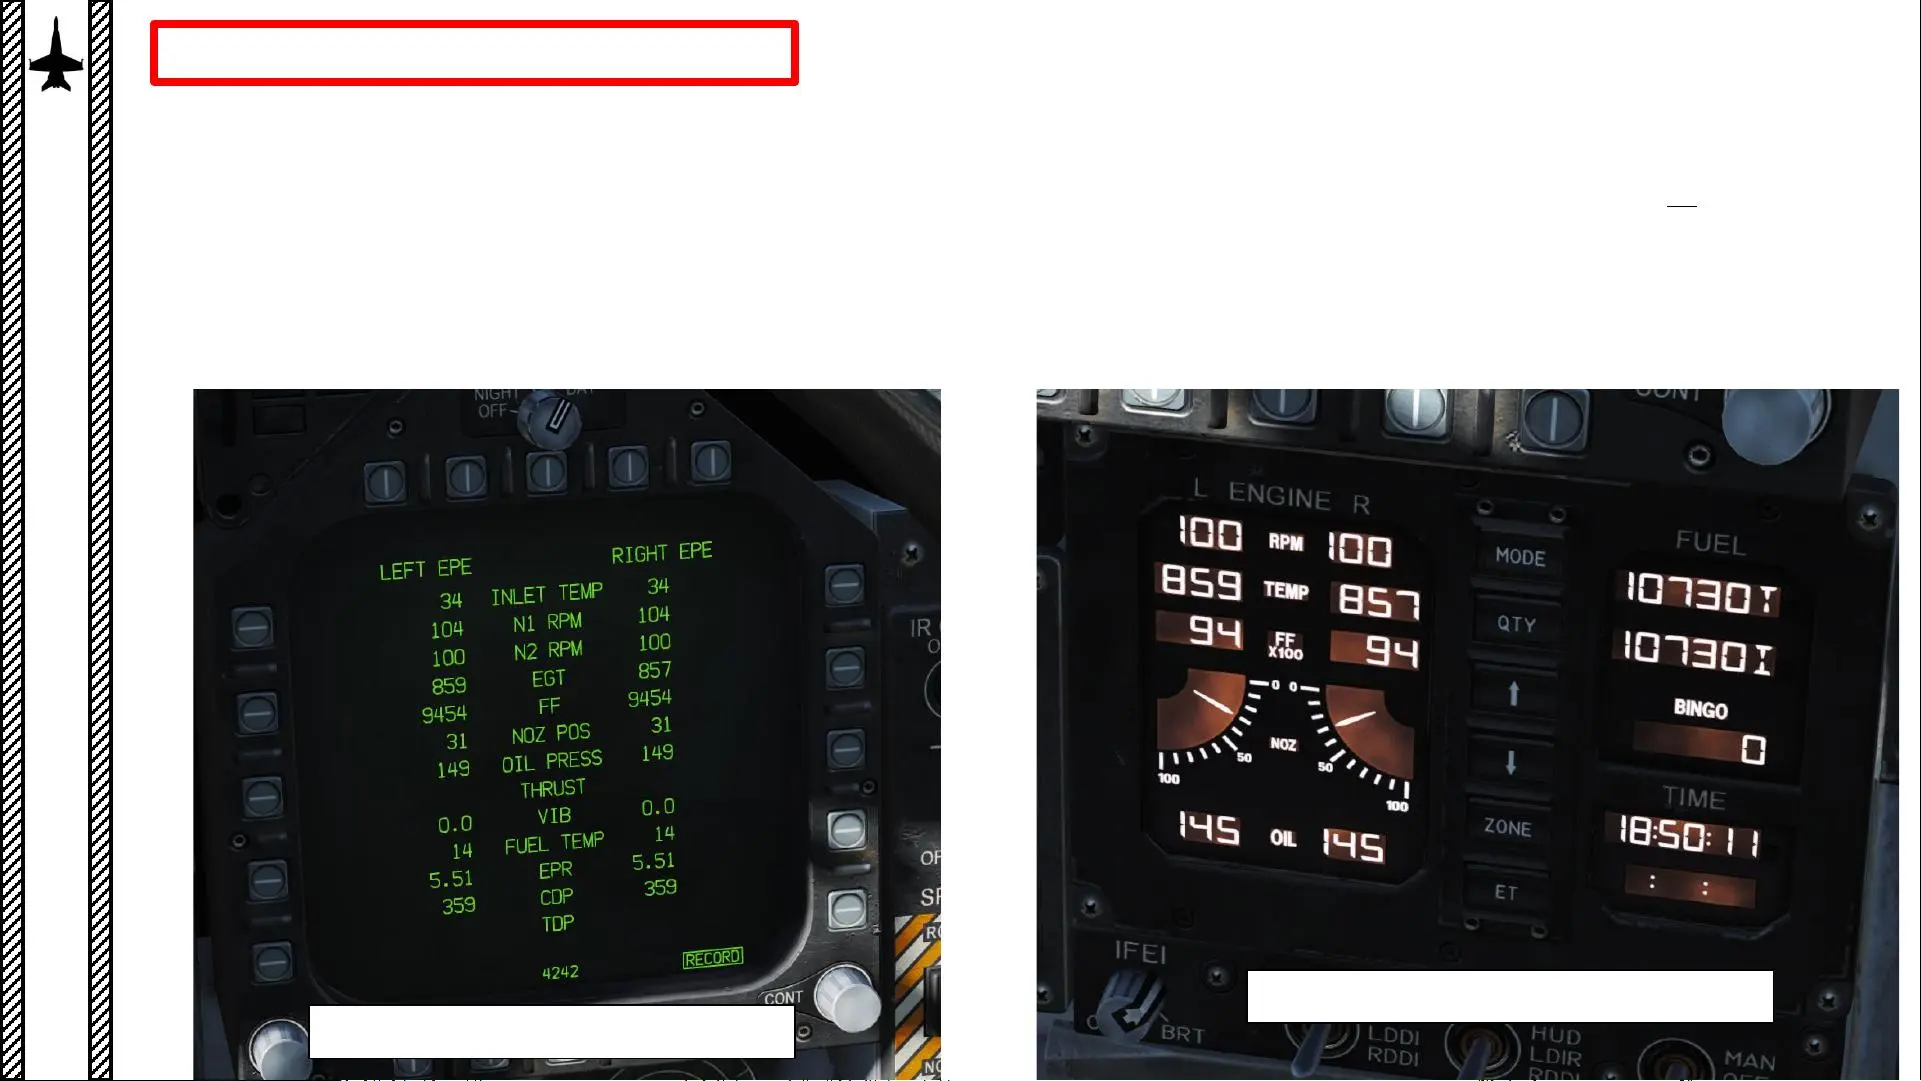 NIGHT
OFF
LEFT EPE RIGHT EPE
34 INLET TEMP 34
104 N1 RPM 104
100 N2 RPM 100
859 EGT 857
9454 FF 9454
31 NOZ POS 31
149 OIL PRESS 149
THRUST
0.0 VIB 0.0
14 FUEL TEMP 14
5.51 EPR 5.51
359 CDP 359
TDP
4242 RECORD
CONT
IR
CONT
L ENGINE R
100 RPM 100
859 TEMP 857
94 FF X100 94
0 0
NOZ
50 50
100 100
145 OIL 145
MODE
QTY
↑
↓
ZONE
ET
FUEL
10730T
10730I
BINGO
0
TIME
18:50:11
: :
IFEI
BRT
LDDI
RDDI
HUD
LDIR
RDDI
MAN